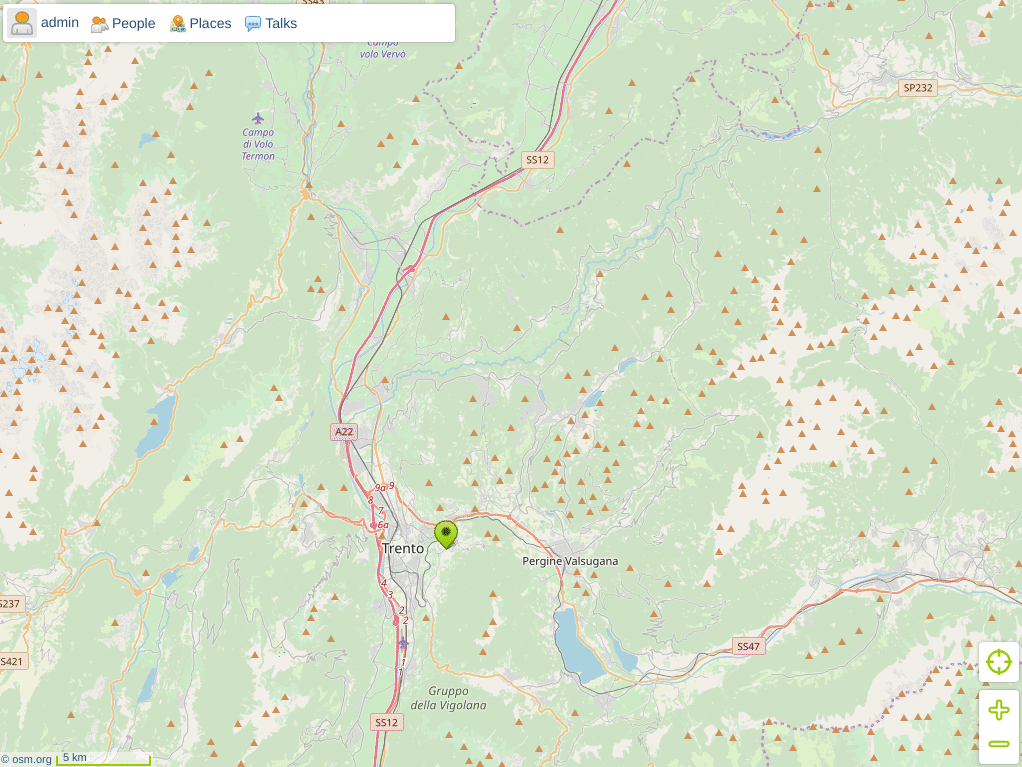 SS43
admin People Places Talks
Campo
volo Vervò
SP232
Campo
di Volo
Termon
SS12
A22
9a 9
8
7
6a
Trento
Pergine Valsugana
4
3
S237
2
2
SS47
S421
1
1
Gruppo
della Vigolana
SS12
© osm.org 5 km